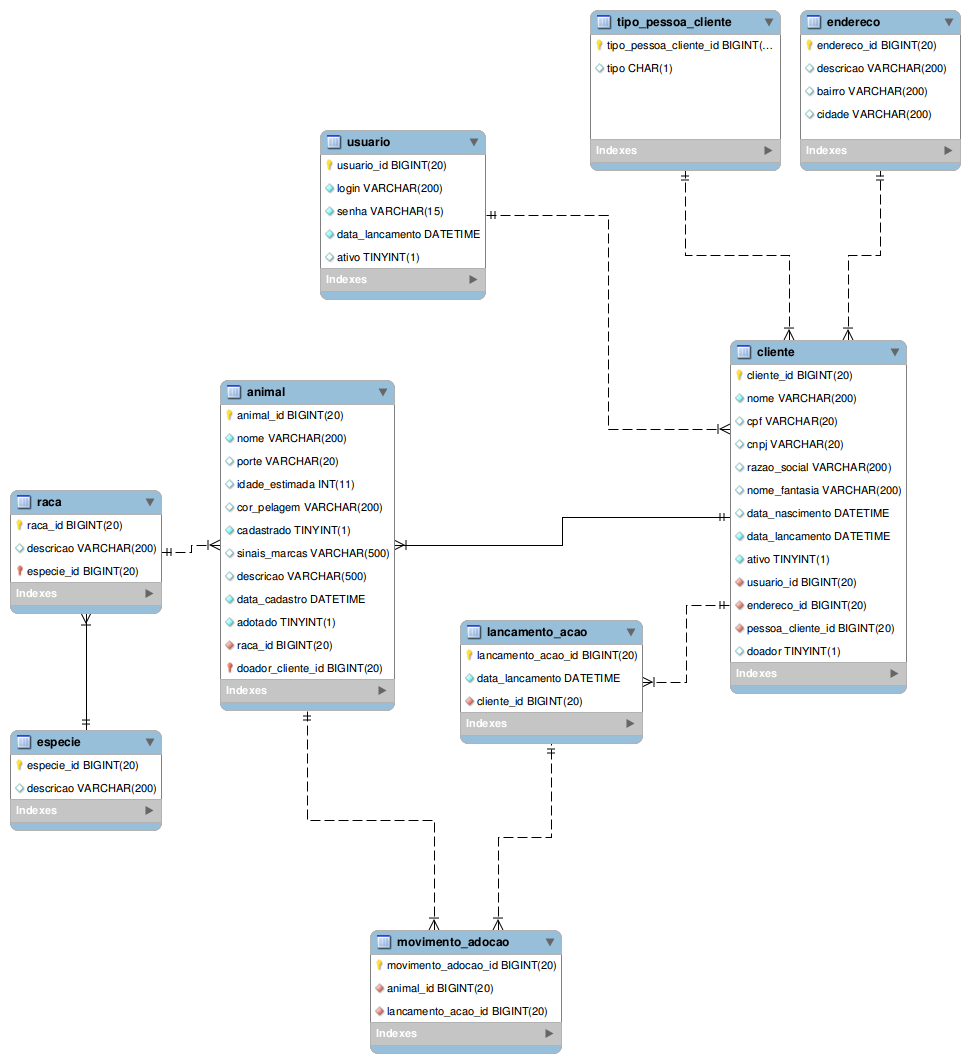 tipo_pessoa_cliente
tipo_pessoa_cliente_id BIGINT(...
tipo CHAR(1)
Indexes
endereco
endereco_id BIGINT(20)
descricao VARCHAR(200)
bairro VARCHAR(200)
cidade VARCHAR(200)
Indexes
usuario
usuario_id BIGINT(20)
login VARCHAR(200)
senha VARCHAR(15)
data_lancamento DATETIME
ativo TINYINT(1)
Indexes
cliente
cliente_id BIGINT(20)
nome VARCHAR(200)
cpf VARCHAR(20)
cnpj VARCHAR(20)
razao_social VARCHAR(200)
nome_fantasia VARCHAR(200)
data_nascimento DATETIME
data_lancamento DATETIME
ativo TINYINT(1)
usuario_id BIGINT(20)
endereco_id BIGINT(20)
pessoa_cliente_id BIGINT(20)
doador TINYINT(1)
Indexes
animal
animal_id BIGINT(20)
nome VARCHAR(200)
porte VARCHAR(20)
idade_estimada INT(11)
cor_pelagem VARCHAR(200)
cadastrado TINYINT(1)
sinais_marcas VARCHAR(500)
descricao VARCHAR(500)
data_cadastro DATETIME
adotado TINYINT(1)
raca_id BIGINT(20)
doador_cliente_id BIGINT(20)
Indexes
raca
raca_id BIGINT(20)
descricao VARCHAR(200)
especie_id BIGINT(20)
Indexes
lancamento_acao
lancamento_acao_id BIGINT(20)
data_lancamento DATETIME
cliente_id BIGINT(20)
Indexes
especie
especie_id BIGINT(20)
descricao VARCHAR(200)
Indexes
movimento_adocao
movimento_adocao_id BIGINT(20)
animal_id BIGINT(20)
lancamento_acao_id BIGINT(20)
Indexes